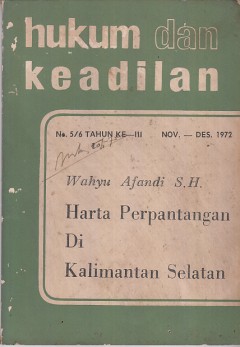 hukum dan
keadilan
No. 5/6 TAHUN KE—III NOV. — DES. 1972
Wahyu Afandi S.H.
Harta Perpantangan
Di
Kalimantan Selatan